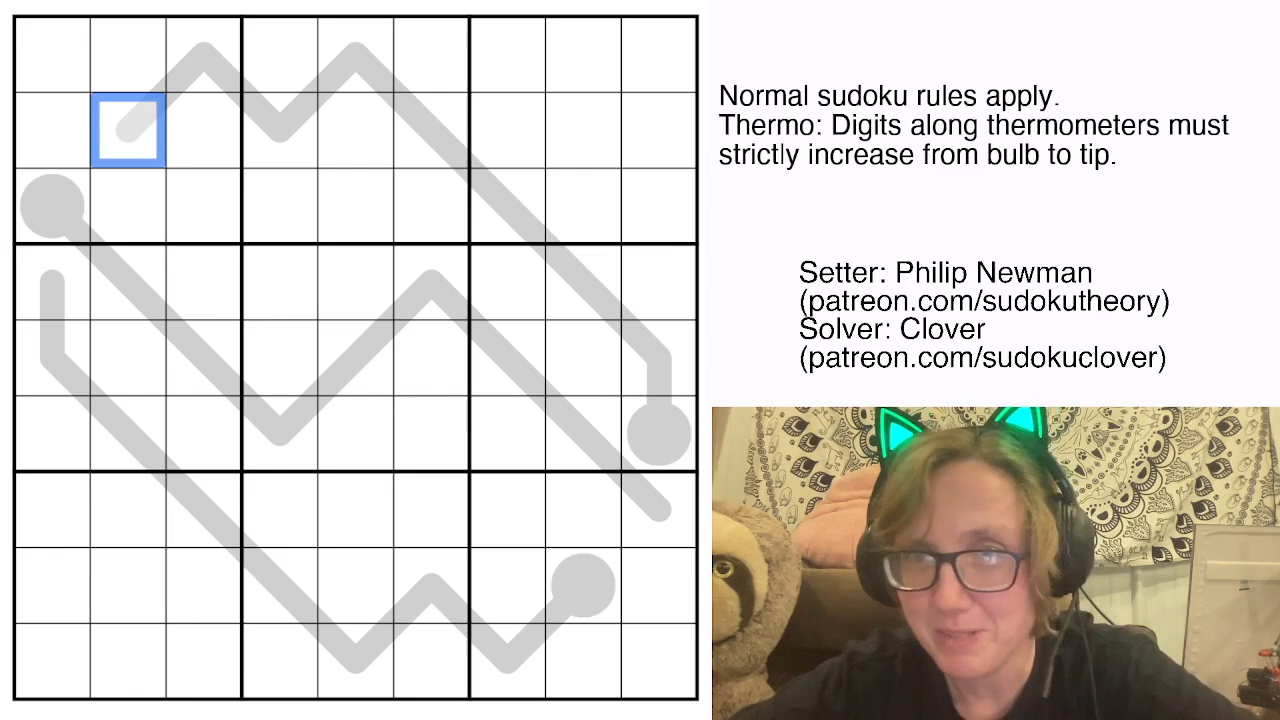 Normal sudoku rules apply.
Thermo: Digits along thermometers must
strictly increase from bulb to tip.
Setter: Philip Newman
(patreon.com/sudokutheory)
Solver: Clover
(patreon.com/sudokuclover)